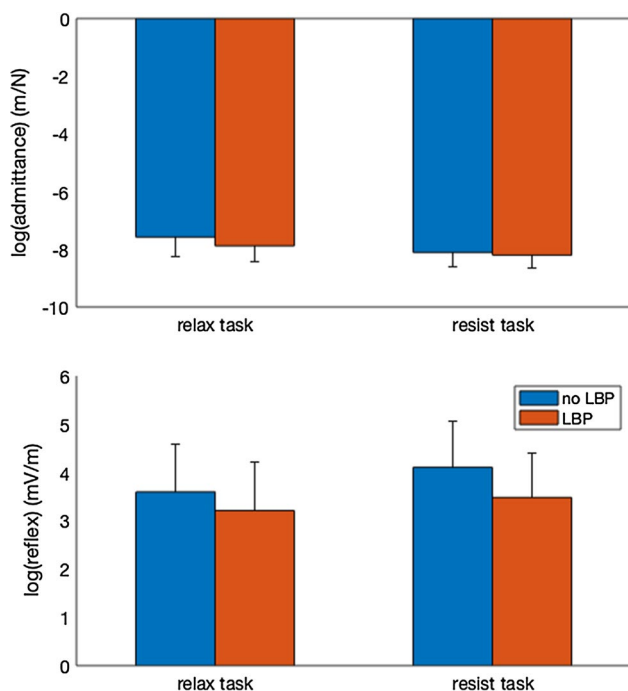 0
-2
-4
-6
-8
-10
log(admittance) (m/N)
relax task
resist task
6
5
4
3
2
1
0
log(reflex) (mV/m)
no LBP
LBP
relax task
resist task